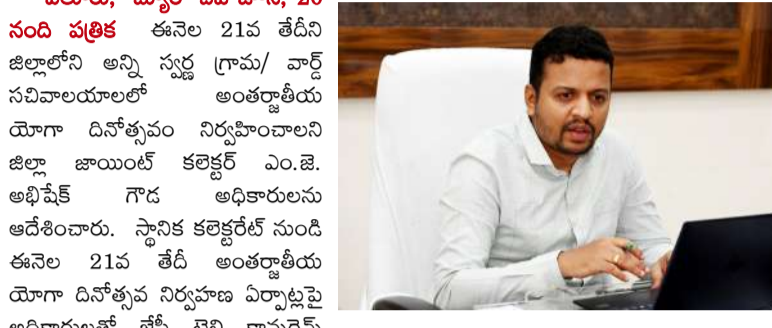 నంది పత్రిక ఈనెల 21వ తేదీని
జిల్లాలోని అన్ని స్వర్ణ గ్రామ/ వార్డ్
సచివాలయాలలో అంతర్జాతీయ
యోగా దినోత్సవం నిర్వహించాలని
జిల్లా జాయింట్ కలెక్టర్ ఎం.జె.
అభిషేక్ గౌడ అధికారులను
ఆదేశించారు. స్థానిక కలెక్టరేట్ నుండి
ఈనెల 21వ తేదీ అంతర్జాతీయ
యోగా దినోత్సవ నిర్వహణ ఏర్పాట్లపై